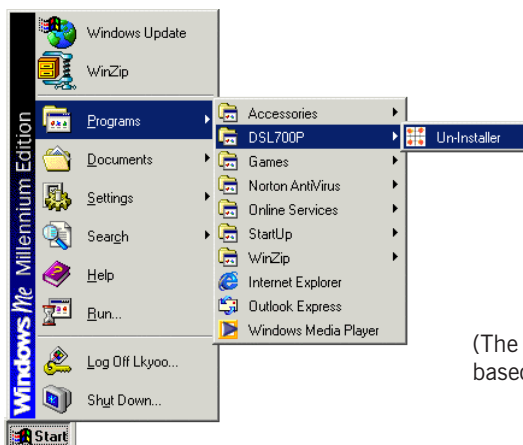 Windows Update
WinZip
Programs
Documents
Settings
Search
Help
Run...
Log Off Lkyoo...
Shut Down...
Windows Me Millennium Edition
Start
Accessories
DSL700P
Games
Norton AntiVirus
Online Services
StartUp
WinZip
Internet Explorer
Outlook Express
Windows Media Player
Un-Installer
(The
based